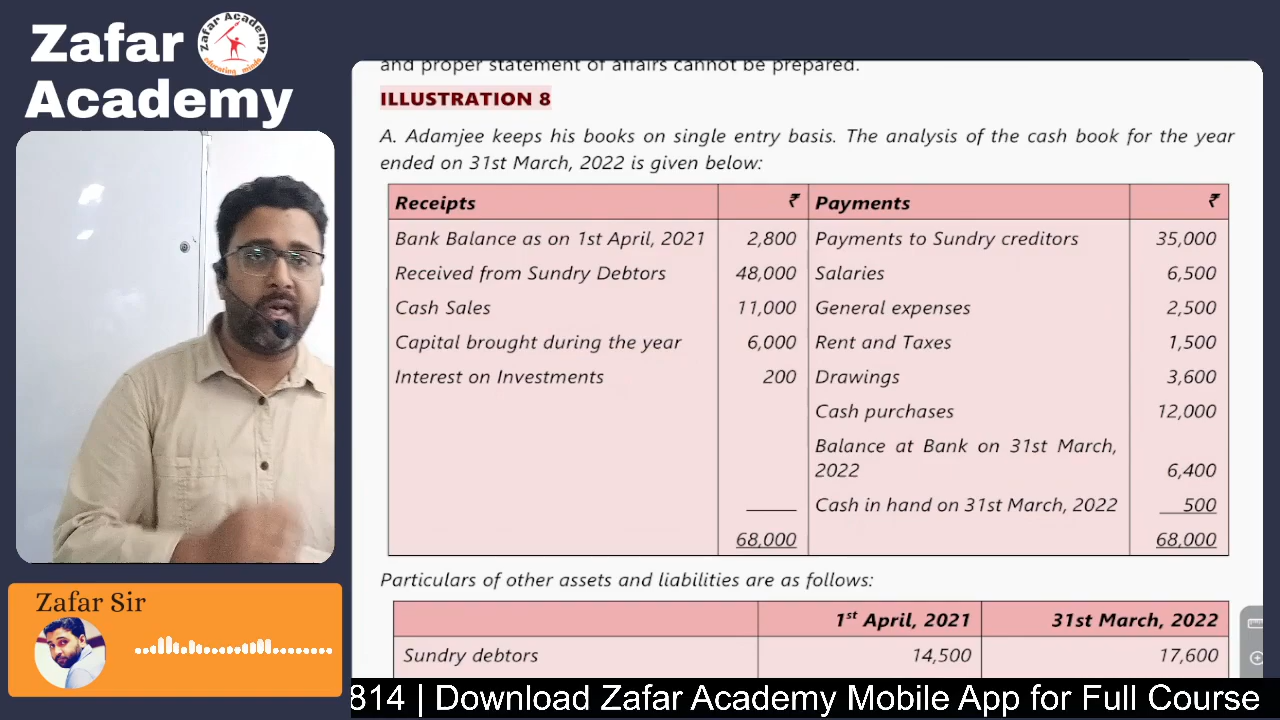 Zafar
Academy
Zafar Academy
educating minds
and proper statement of affairs cannot be prepared.
ILLUSTRATION 8
A. Adamjee keeps his books on single entry basis. The analysis of the cash book for the year
ended on 31st March, 2022 is given below:
Receipts ₹ Payments ₹
Bank Balance as on 1st April, 2021 2,800 Payments to Sundry creditors 35,000
Received from Sundry Debtors 48,000 Salaries 6,500
Cash Sales 11,000 General expenses 2,500
Capital brought during the year 6,000 Rent and Taxes 1,500
Interest on Investments 200 Drawings 3,600
Cash purchases 12,000
Balance at Bank on 31st March,
2022 6,400
Cash in hand on 31st March, 2022 500
68,000 68,000
Particulars of other assets and liabilities are as follows:
1st April, 2021 31st March, 2022
Sundry debtors 14,500 17,600
Zafar Sir
814 | Download Zafar Academy Mobile App for Full Course